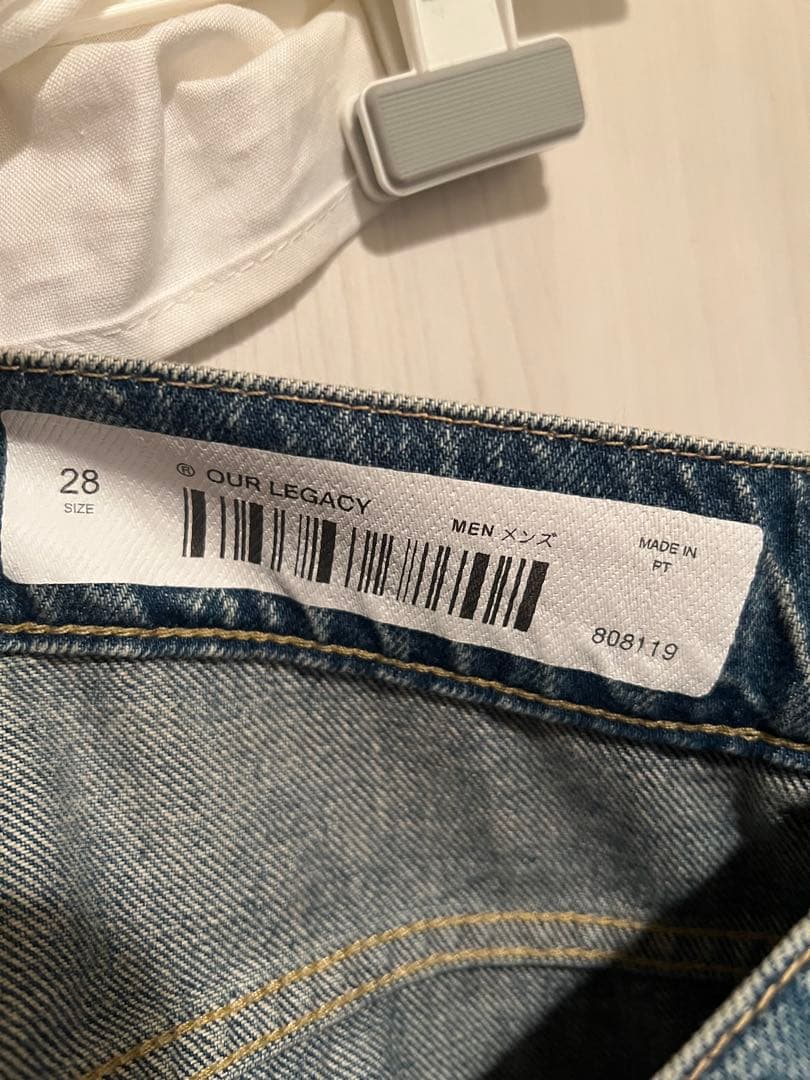 28
SIZE
® OUR LEGACY
MEN メンズ
MADE IN
PT
808119